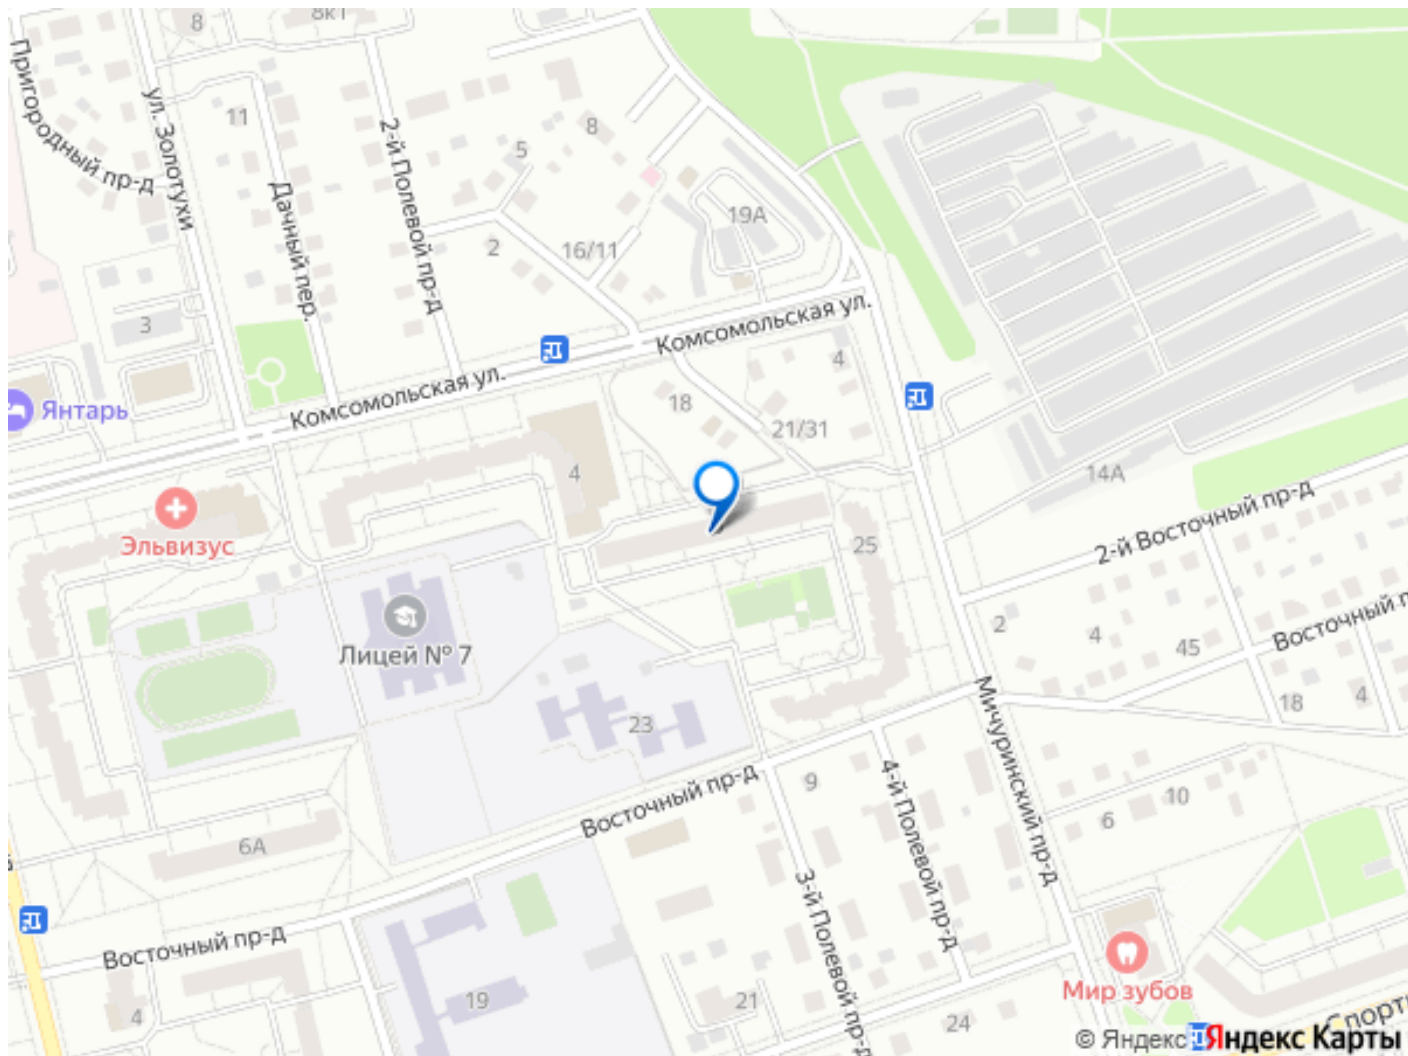 8
8к1
Пригородный пр-д
ул. Золотухи
11
2-й Полевой пр-д
8
5
Дачный пер.
19А
2
16/11
3
Комсомольская ул.
4
Янтарь
Комсомольская ул.
18
21/31
4
14А
Эльвизус
25
2-й Восточный пр-д
Лицей № 7
2
4
45
Восточный п
18
4
23
Мичуринский пр-д
Восточный пр-д
9
4-й Полевой пр-д
10
6
6А
3-й Полевой пр-д
Восточный пр-д
Мир зубов
19
21
24
4
Спорти
© Яндекс Яндекс Карты